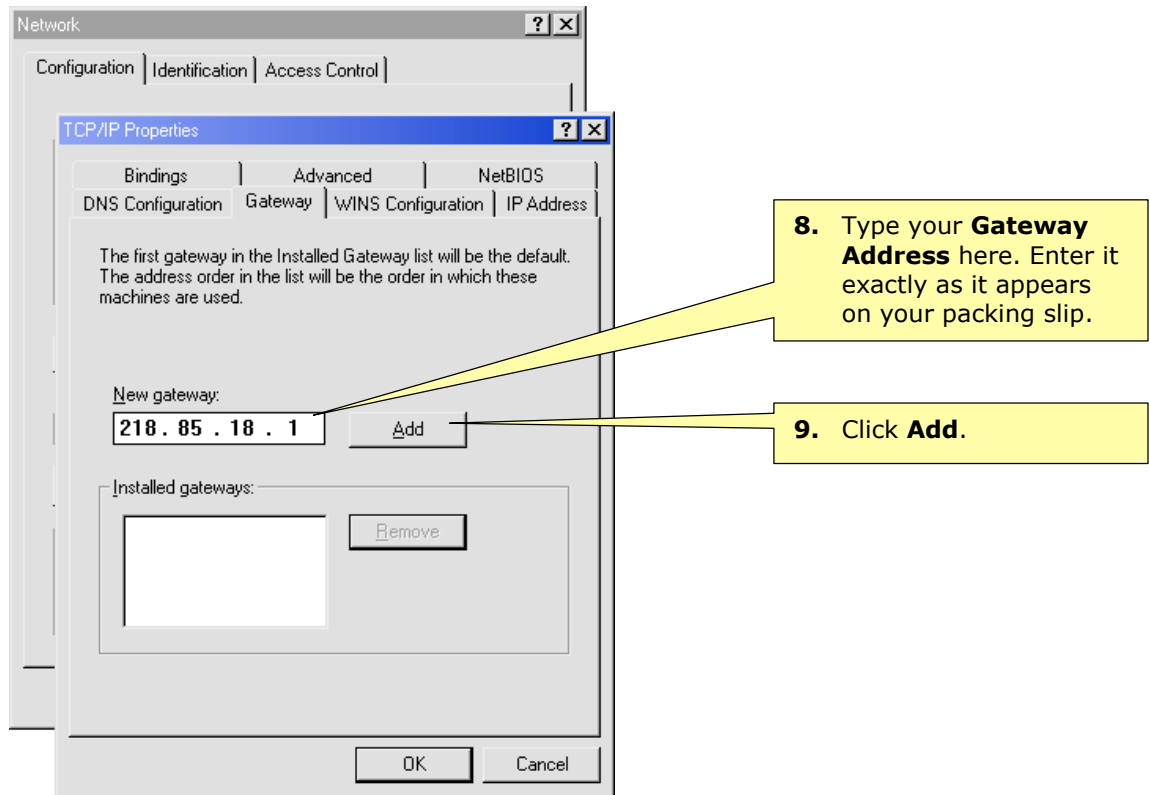 Network
Configuration Identification Access Control
TCP/IP Properties
Bindings Advanced NetBIOS
DNS Configuration Gateway WINS Configuration IP Address
The first gateway in the Installed Gateway list will be the default.
The address order in the list will be the order in which these
machines are used.
New gateway:
218 . 85 . 18 . 1
Add
Installed gateways:
Remove
OK Cancel
8. Type your Gateway
Address here. Enter it
exactly as it appears
on your packing slip.
9. Click Add.